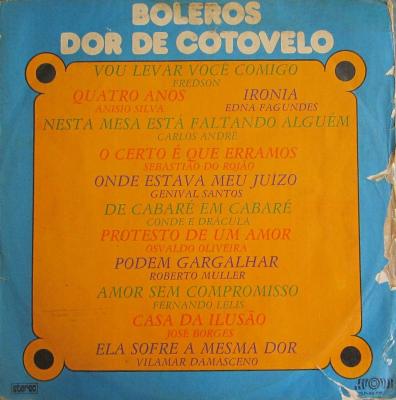 BOLEROS
DOR DE COTOVELO
VOU LEVAR VOCÊ COMIGO
FREDSON
QUATRO ANOS IRONIA
ANISIO SILVA EDNA FAGUNDES
NESTA MESA ESTÁ FALTANDO ALGUÉM
CARLOS ANDRÉ
O CERTO É QUE ERRAMOS
SEBASTIÃO DO ROJÃO
ONDE ESTAVA MEU JUIZO
GENIVAL SANTOS
DE CABARÉ EM CABARÉ
CONDE E DRÁCULA
PROTESTO DE UM AMOR
OSVALDO OLIVEIRA
PODEM GARGALHAR
ROBERTO MULLER
AMOR SEM COMPROMISSO
FERNANDO LELIS
CASA DA ILUSÃO
JOSÉ BORGES
ELA SOFRE A MESMA DOR
VILAMAR DAMASCENO
stereo